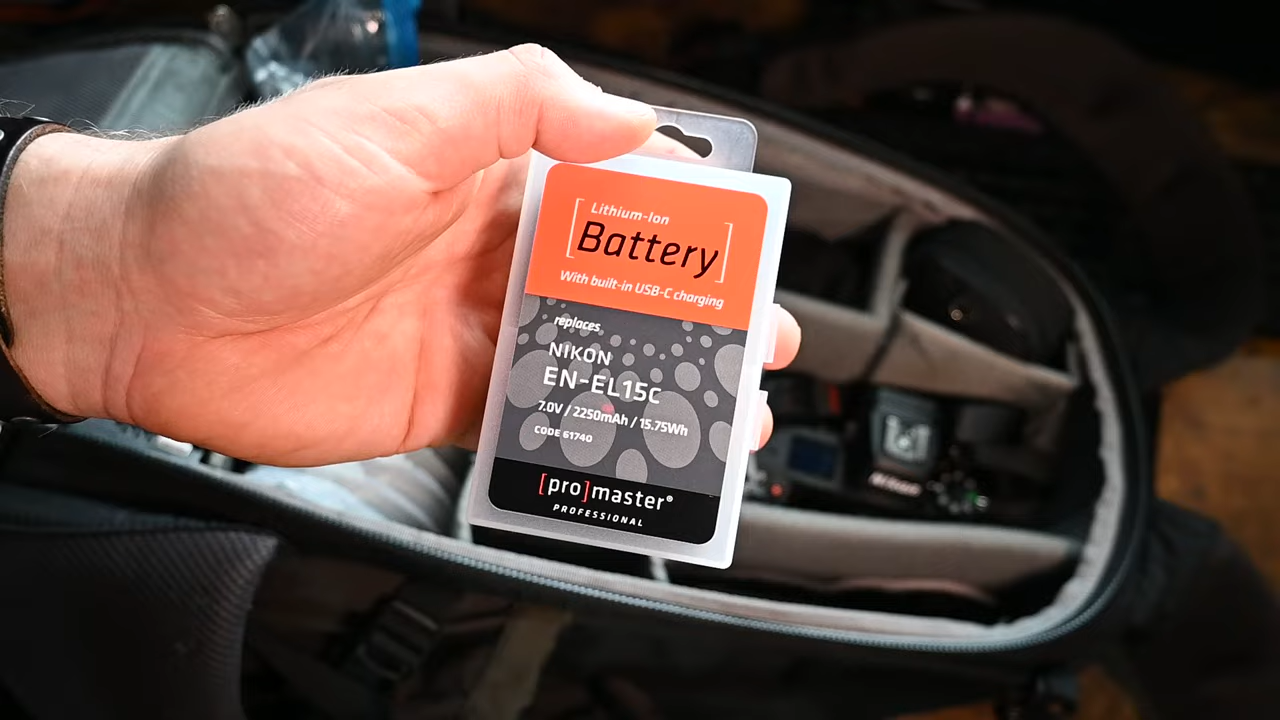 Lithium-Ion
[Battery]
With built-in USB-C charging
replaces
NIKON
EN-EL15c
7.0V / 2250mAh / 15.75Wh
CODE 61740
[pro]master®
PROFESSIONAL
Nikon